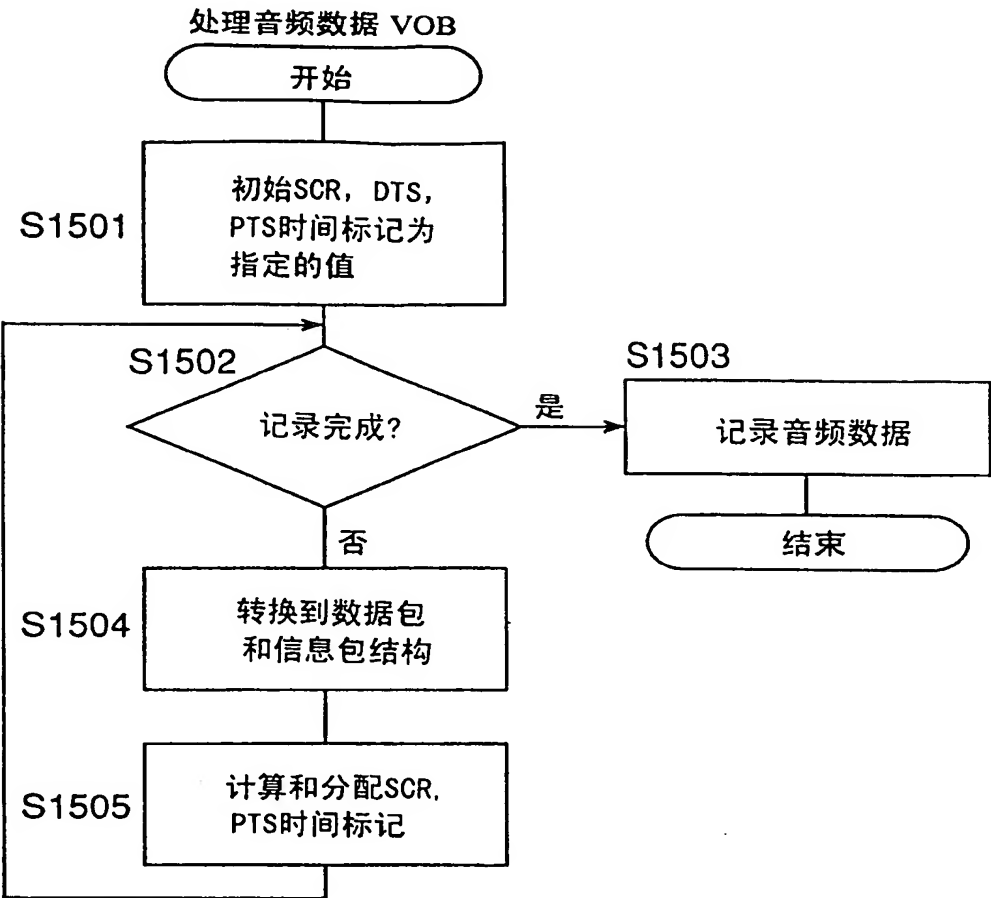 处理音频数据 VOB
开始
S1501
初始SCR, DTS,
PTS时间标记为
指定的值
S1502
记录完成?
是
S1503
记录音频数据
结束
否
S1504
转换到数据包
和信息包结构
S1505
计算和分配SCR,
PTS时间标记